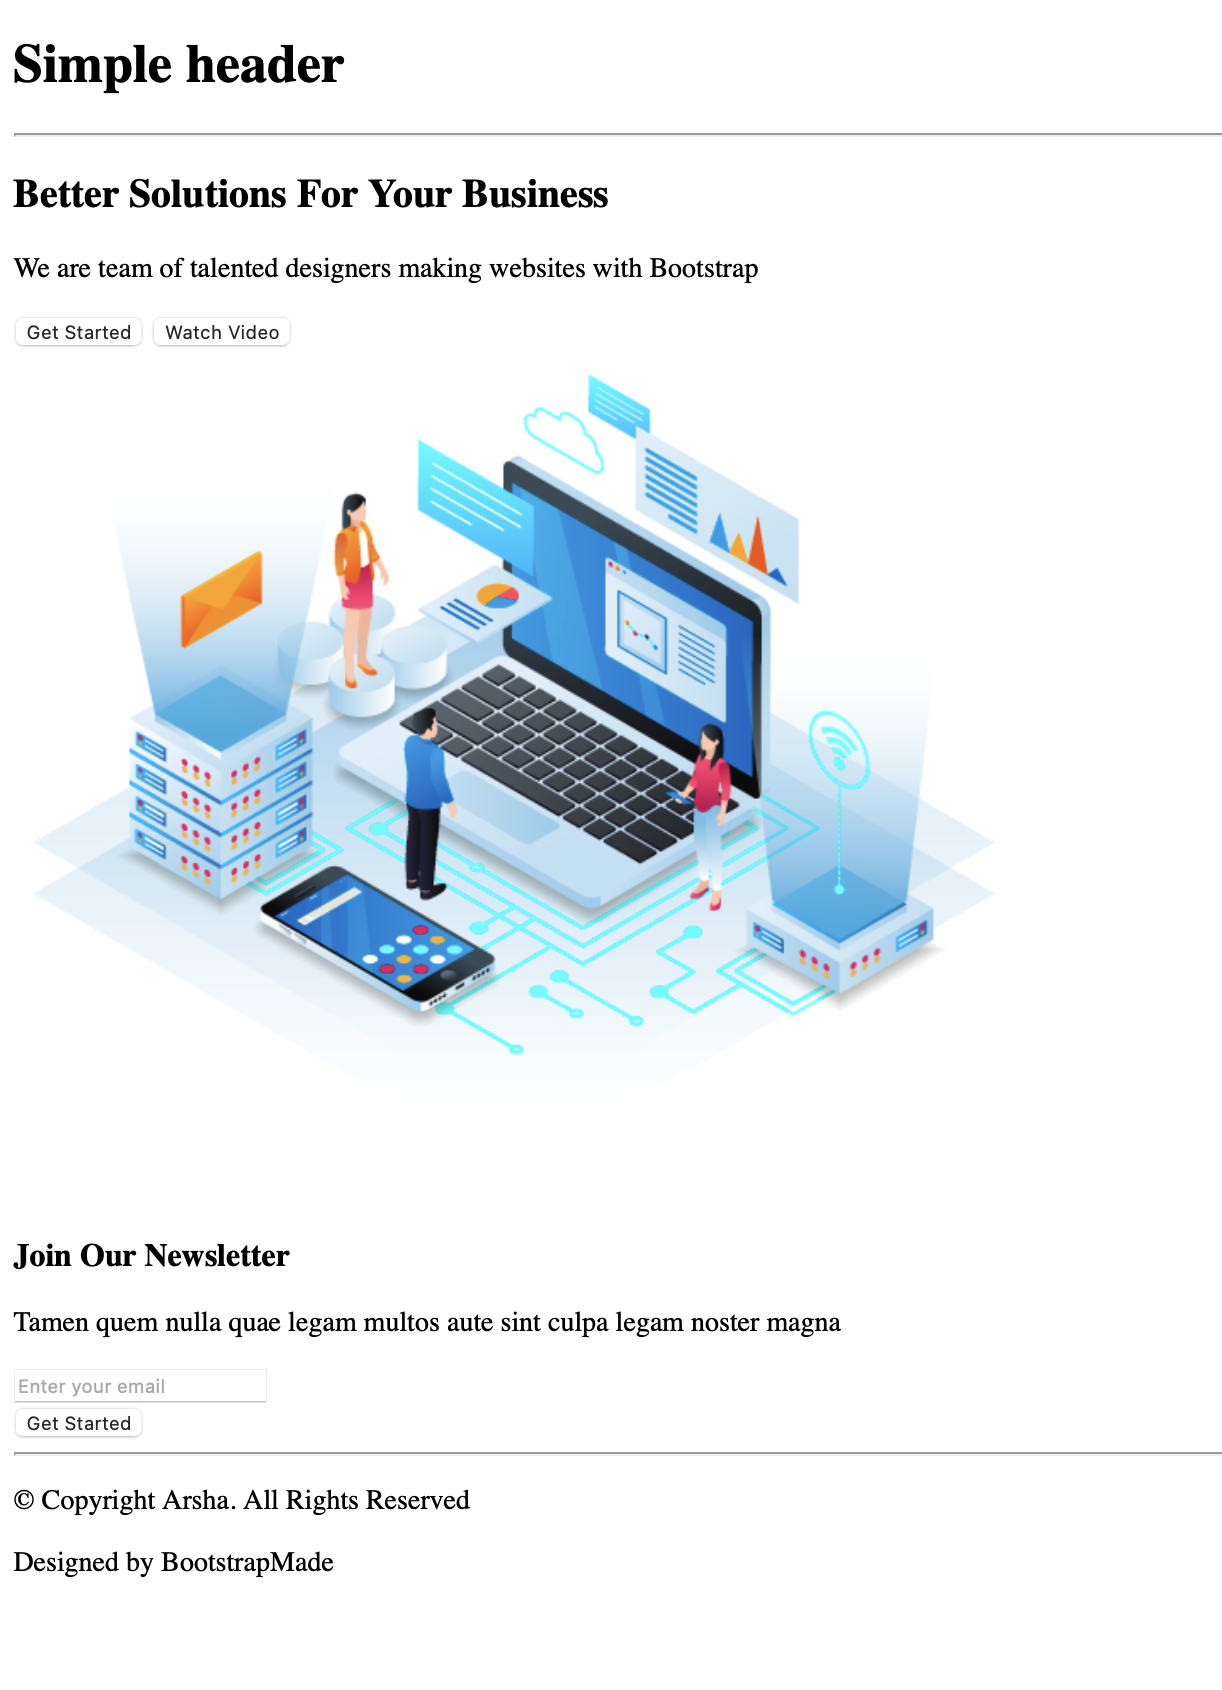 Simple header
Better Solutions For Your Business
We are team of talented designers making websites with Bootstrap
Get Started Watch Video
Join Our Newsletter
Tamen quem nulla quae legam multos aute sint culpa legam noster magna
Enter your email
Get Started
© Copyright Arsha. All Rights Reserved
Designed by BootstrapMade